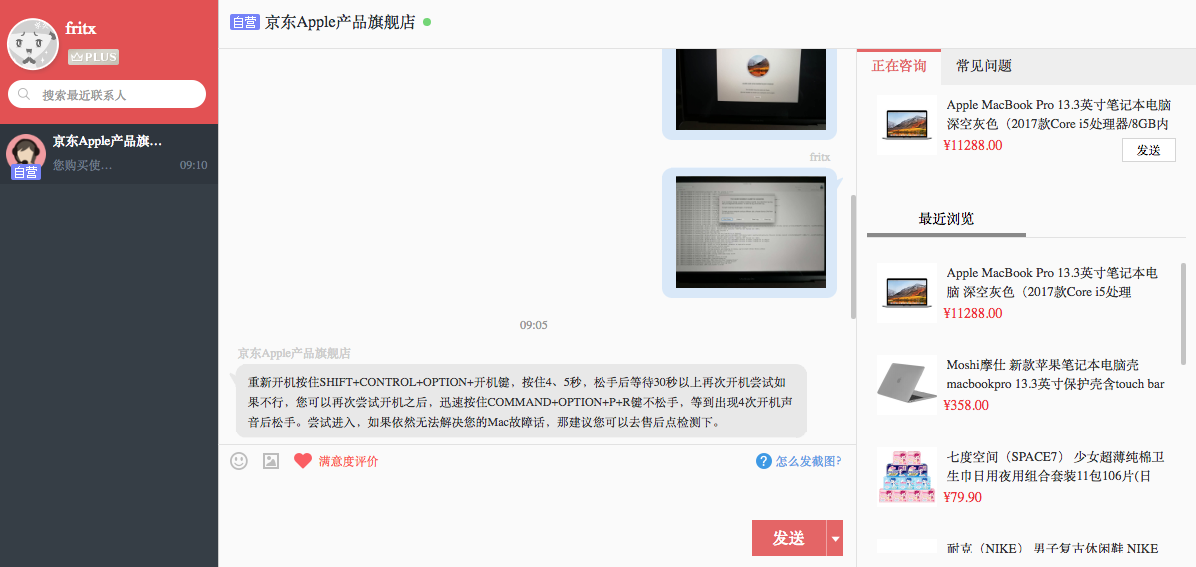 fritx
PLUS
搜索最近联系人
京东Apple产品旗…
您购买使…
09:10
自营
自营 京东Apple产品旗舰店
fritx
09:05
京东Apple产品旗舰店
重新开机按住SHIFT+CONTROL+OPTION+开机键，按住4、5秒，松手后等待30秒以上再次开机尝试如
果不行，您可以再次尝试开机之后，迅速按住COMMAND+OPTION+P+R键不松手，等到出现4次开机声
音后松手。尝试进入，如果依然无法解决您的Mac故障话，那建议您可以去售后点检测下。
满意度评价
怎么发截图?
发送
正在咨询
常见问题
Apple MacBook Pro 13.3英寸笔记本电脑
深空灰色（2017款Core i5处理器/8GB内
¥11288.00
发送
最近浏览
Apple MacBook Pro 13.3英寸笔记本电
脑 深空灰色（2017款Core i5处理
¥11288.00
Moshi摩仕 新款苹果笔记本电脑壳
macbookpro 13.3英寸保护壳含touch bar
¥358.00
七度空间（SPACE7） 少女超薄纯棉卫
生巾日用夜用组合套装11包106片(日
¥79.90
耐克（NIKE） 男子复古休闲鞋 NIKE